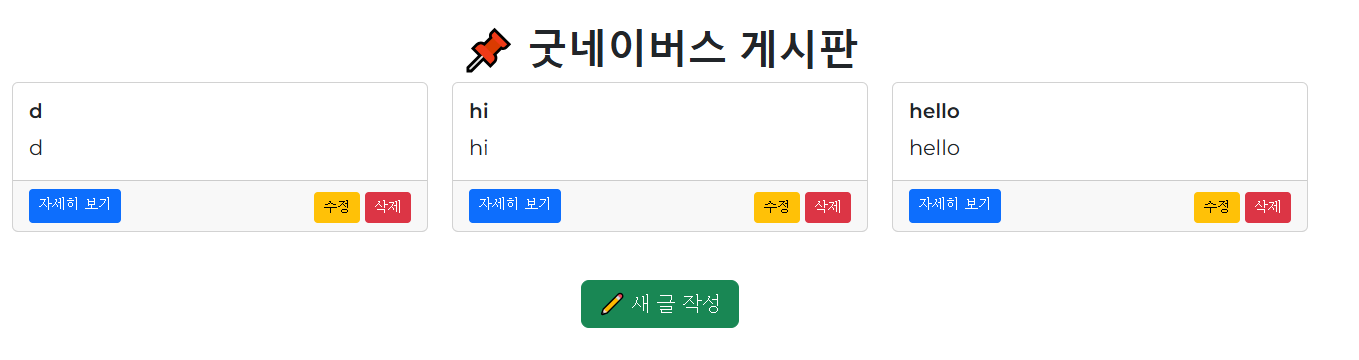 📌 굿네이버스 게시판
d
d
자세히 보기 수정 삭제
hi
hi
자세히 보기 수정 삭제
hello
hello
자세히 보기 수정 삭제
✏️ 새 글 작성